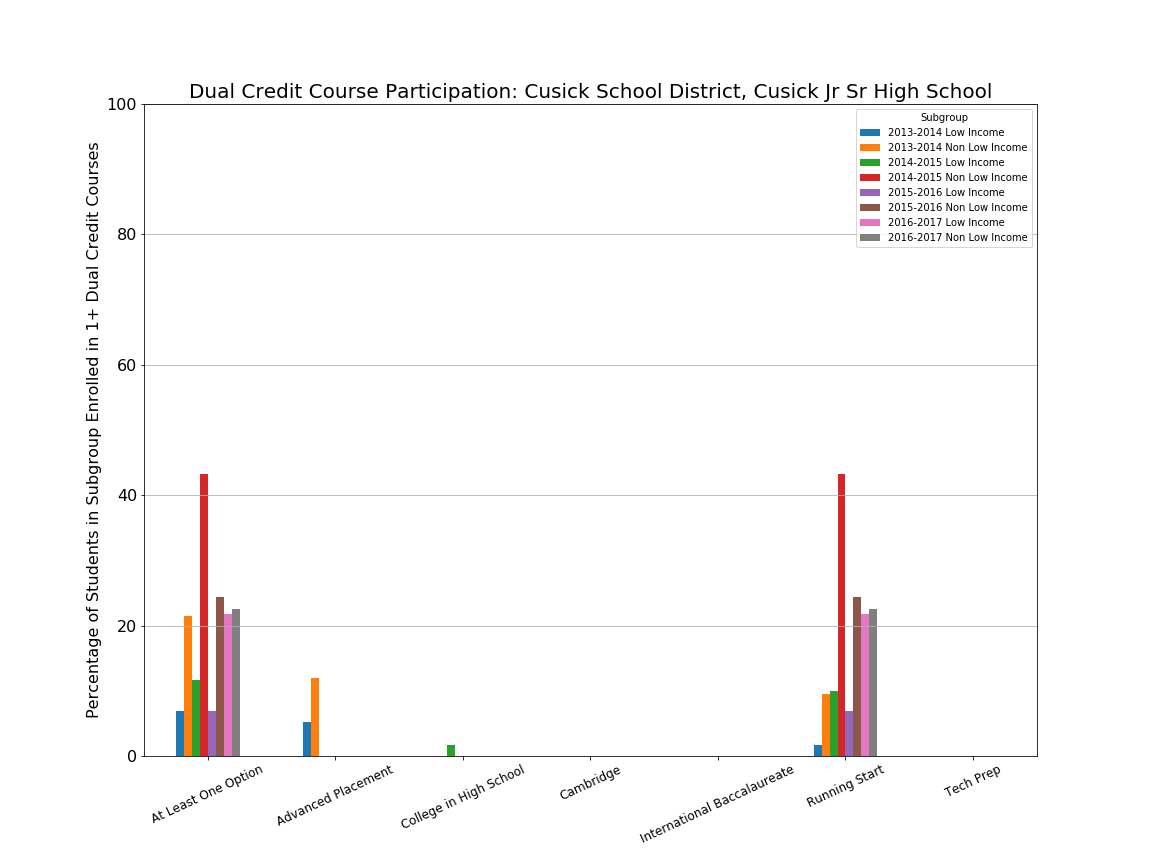 Dual Credit Course Participation: Cusick School District, Cusick Jr Sr High School
Percentage of Students in Subgroup Enrolled in 1+ Dual Credit Courses
100
80
60
40
20
0
Subgroup
2013-2014 Low Income
2013-2014 Non Low Income
2014-2015 Low Income
2014-2015 Non Low Income
2015-2016 Low Income
2015-2016 Non Low Income
2016-2017 Low Income
2016-2017 Non Low Income
At Least One Option
Advanced Placement
College in High School
Cambridge
International Baccalaureate
Running Start
Tech Prep